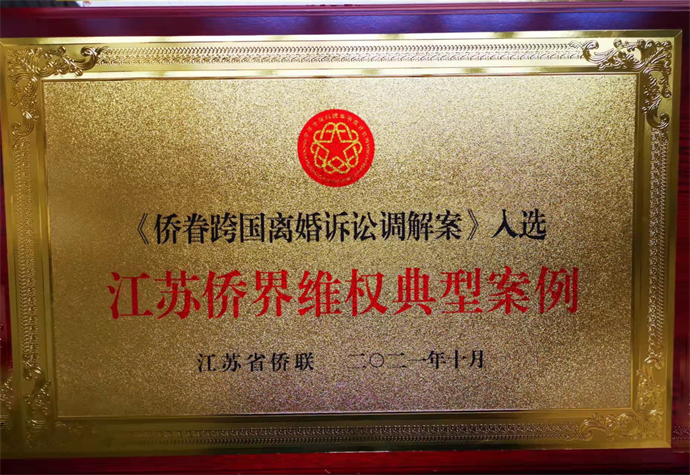 《侨眷跨国离婚诉讼调解案》入选
江苏侨界维权典型案例
江苏省侨联 二〇二一年十月